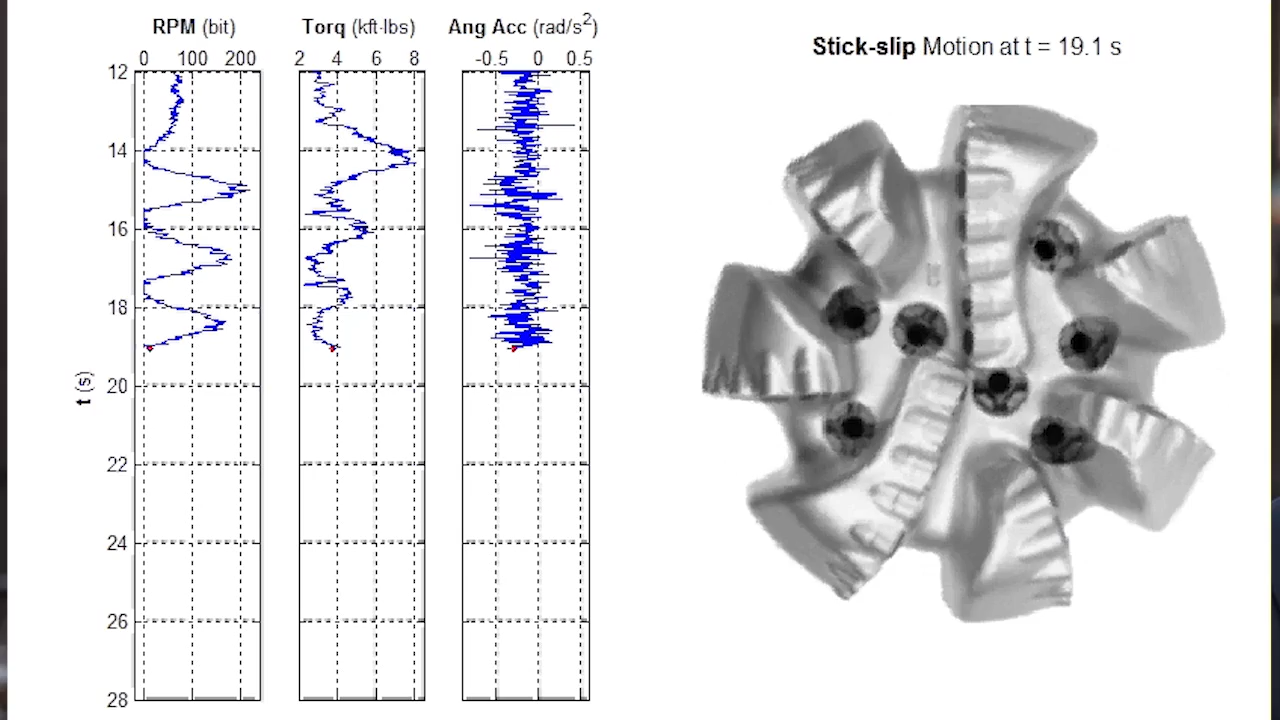 RPM (bit)
Torq (kft-lbs)
Ang Acc (rad/s²)
0 100 200
2 4 6 8
-0.5 0 0.5
Stick-slip Motion at t = 19.1 s
12
14
16
18
20
22
24
26
28
t (s)